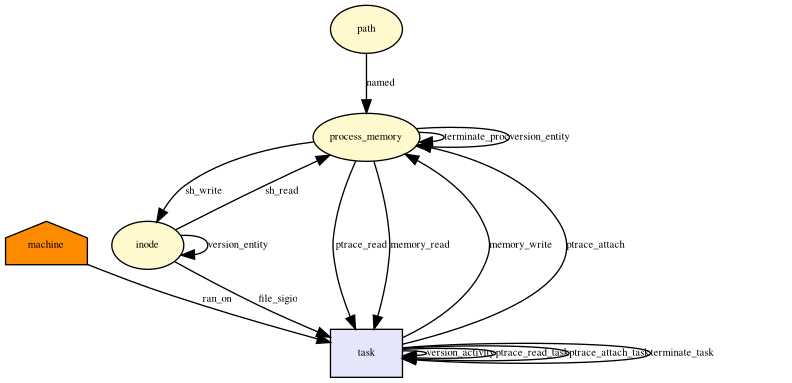 path
named
process_memory
terminate_proc
version_entity
sh_write
sh_read
machine
inode
version_entity
ptrace_read
memory_read
memory_write
ptrace_attach
ran_on
file_sigio
task
version_activity
ptrace_read_task
ptrace_attach_task
terminate_task